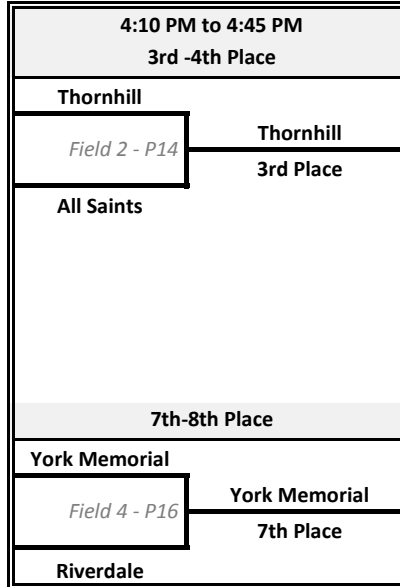 4:10 PM to 4:45 PM
3rd -4th Place
Thornhill
Field 2 - P14
Thornhill
3rd Place
All Saints
7th-8th Place
York Memorial
Field 4 - P16
York Memorial
7th Place
Riverdale